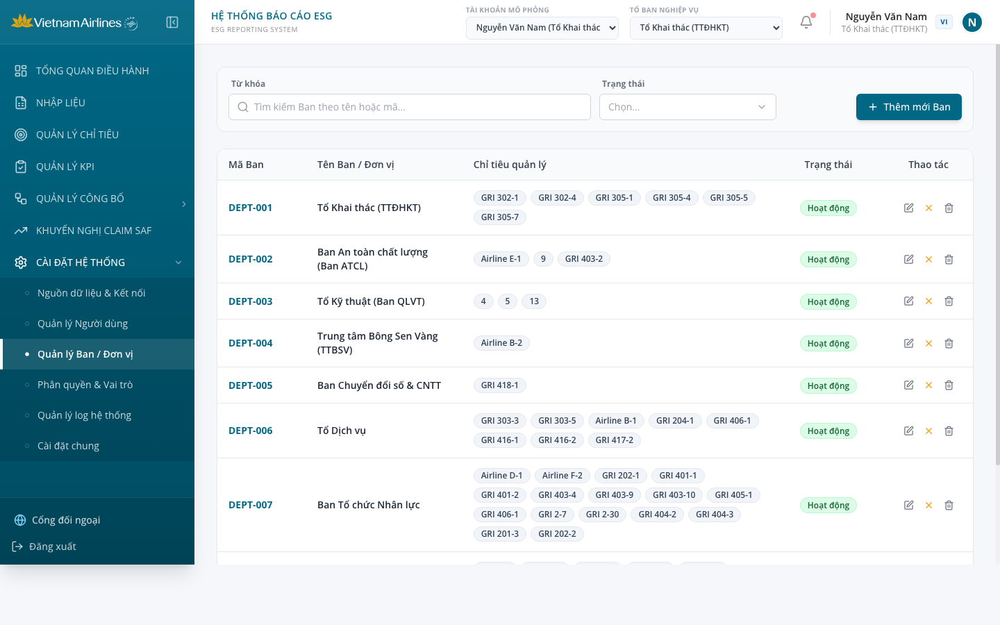 Vietnam Airlines
HỆ THỐNG BÁO CÁO ESG
ESG REPORTING SYSTEM
TÀI KHOẢN MÔ PHỎNG
Nguyễn Văn Nam (Tổ Khai thác
TỔ BAN NGHIỆP VỤ
Tổ Khai thác (TTĐHKT)
Nguyễn Văn Nam
Tổ Khai thác (TTĐHKT)
VI
N
TỔNG QUAN ĐIỀU HÀNH
NHẬP LIỆU
QUẢN LÝ CHỈ TIÊU
QUẢN LÝ KPI
QUẢN LÝ CÔNG BỐ
KHUYẾN NGHỊ CLAIM SAF
CÀI ĐẶT HỆ THỐNG
Nguồn dữ liệu & Kết nối
Quản lý Người dùng
Quản lý Ban / Đơn vị
Phân quyền & Vai trò
Quản lý log hệ thống
Cài đặt chung
Cổng đối ngoại
Đăng xuất
Từ khóa
Tìm kiếm Ban theo tên hoặc mã...
Trạng thái
Chọn...
Thêm mới Ban
Mã Ban Tên Ban / Đơn vị Chỉ tiêu quản lý Trạng thái Thao tác
DEPT-001 Tổ Khai thác (TTĐHKT) GRI 302-1 GRI 302-4 GRI 305-1 GRI 305-4 GRI 305-5 Hoạt động
GRI 305-7
DEPT-002 Ban An toàn chất lượng Airline E-1 9 GRI 403-2 Hoạt động
(Ban ATCL)
DEPT-003 Tổ Kỹ thuật (Ban QLVT) 4 5 13 Hoạt động
DEPT-004 Trung tâm Bông Sen Vàng Airline B-2 Hoạt động
(TTBSV)
DEPT-005 Ban Chuyển đổi số & CNTT GRI 418-1 Hoạt động
DEPT-006 Tổ Dịch vụ GRI 303-3 GRI 303-5 Airline B-1 GRI 204-1 GRI 406-1 Hoạt động
GRI 416-1 GRI 416-2 GRI 417-2
DEPT-007 Ban Tổ chức Nhân lực Airline D-1 Airline F-2 GRI 202-1 GRI 401-1 Hoạt động
GRI 401-2 GRI 403-4 GRI 403-9 GRI 403-10 GRI 405-1
GRI 406-1 GRI 2-7 GRI 2-30 GRI 404-2 GRI 404-3
GRI 201-3 GRI 202-2